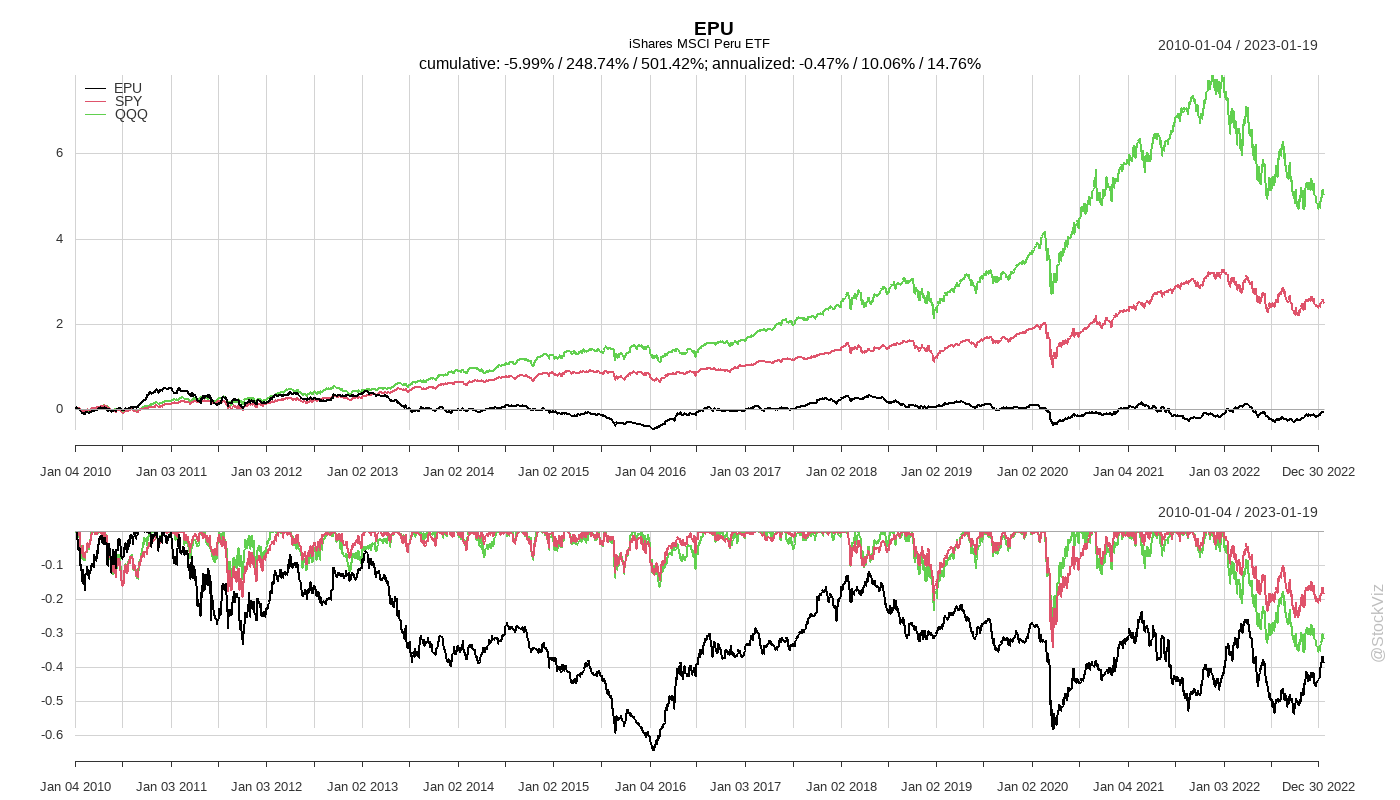 EPU
iShares MSCI Peru ETF
2010-01-04 / 2023-01-19
cumulative: -5.99% / 248.74% / 501.42%; annualized: -0.47% / 10.06% / 14.76%
EPU
SPY
QQQ
6
4
2
0
Jan 04 2010 Jan 03 2011 Jan 03 2012 Jan 02 2013 Jan 02 2014 Jan 02 2015 Jan 04 2016 Jan 03 2017 Jan 02 2018 Jan 02 2019 Jan 02 2020 Jan 04 2021 Jan 03 2022 Dec 30 2022
2010-01-04 / 2023-01-19
-0.1
-0.2
-0.3
-0.4
-0.5
-0.6
Jan 04 2010 Jan 03 2011 Jan 03 2012 Jan 02 2013 Jan 02 2014 Jan 02 2015 Jan 04 2016 Jan 03 2017 Jan 02 2018 Jan 02 2019 Jan 02 2020 Jan 04 2021 Jan 03 2022 Dec 30 2022
@StockViz